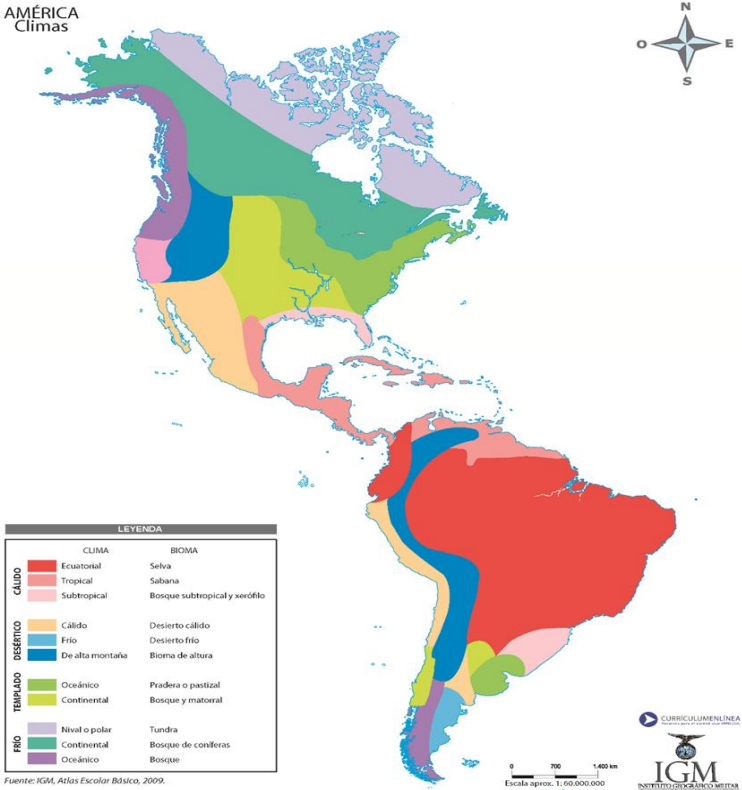 AMÉRICA
Climas
N
O
E
S
LEYENDA
CLIMA BIOMA
CÁLIDO
Ecuatorial Selva
Tropical Sabana
Subtropical Bosque subtropical y xerófilo
DESÉRTICO
Cálido Desierto cálido
Frío Desierto frío
De alta montaña Bioma de altura
TEMPLADO
Oceánico Pradera o pastizal
Continental Bosque y matorral
FRÍO
Nival o polar Tundra
Continental Bosque de coníferas
Oceánico Bosque
Fuente: IGM, Atlas Escolar Básico, 2009.
CURRÍCULUMENLÍNEA
0 700 1.400 km
Escala aprox. 1: 60.000.000
IGM
INSTITUTO GEOGRÁFICO MILITAR